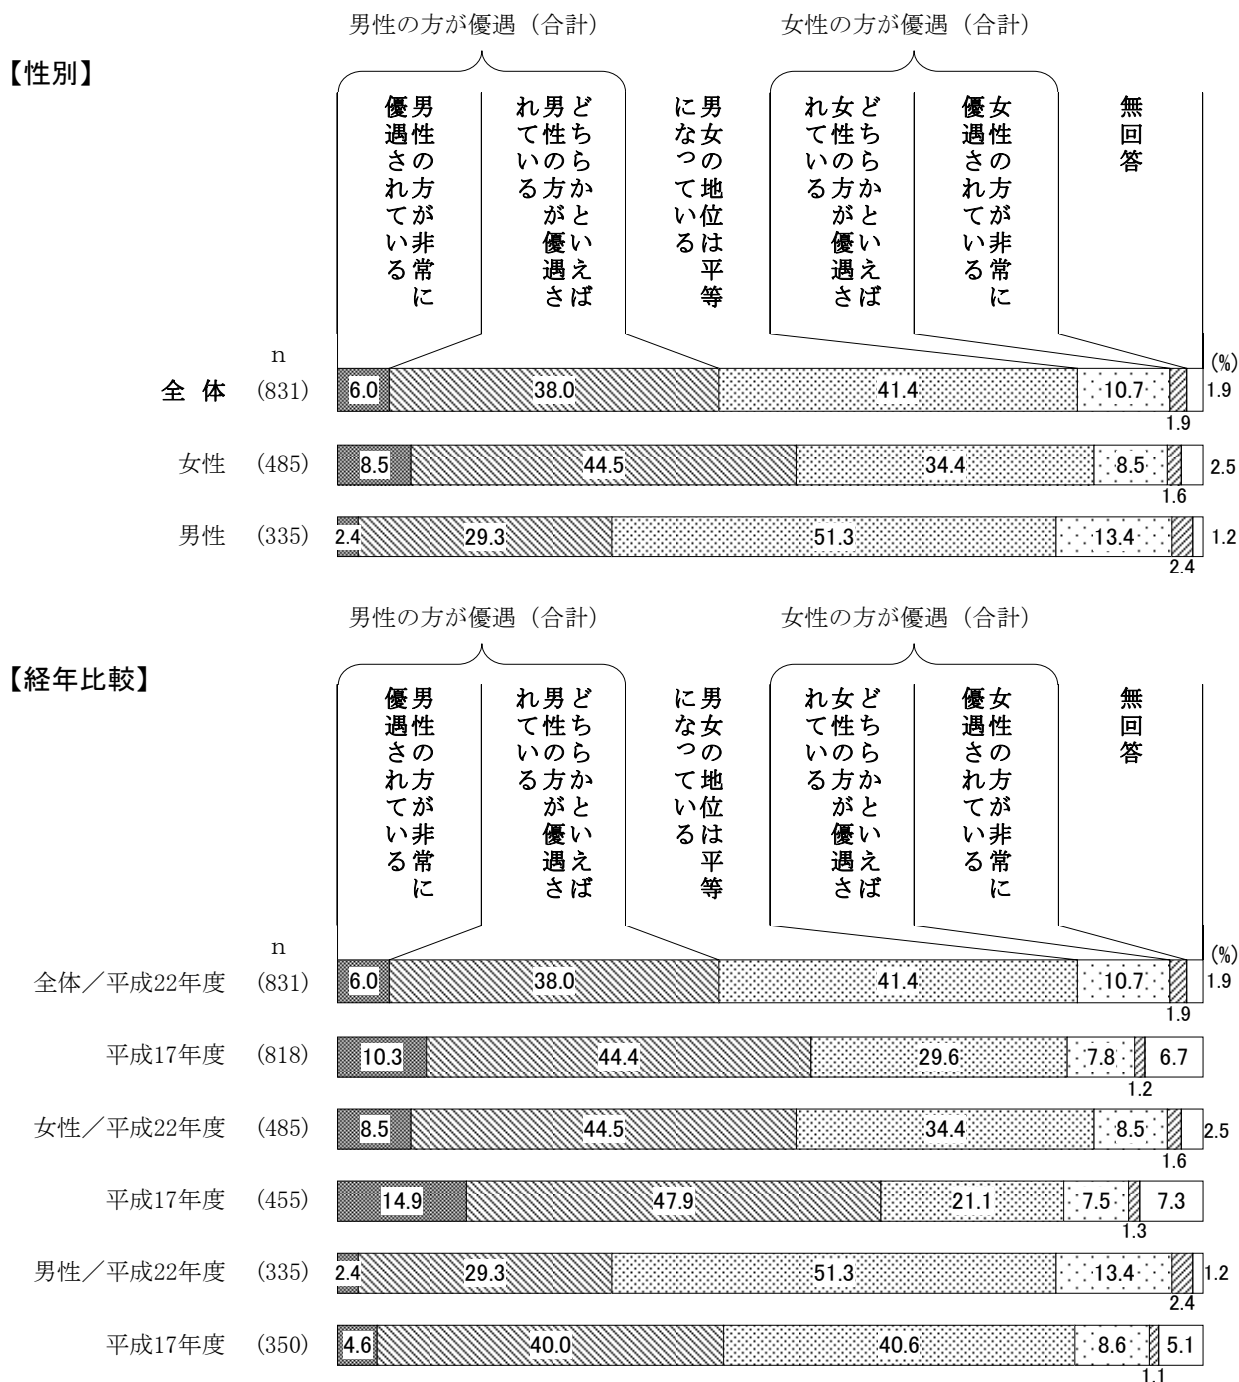 男性の方が優遇（合計） 女性の方が優遇（合計）
【性別】
男性の方が非常に
優遇されている
どちらかといえば
男性の方が優遇さ
れている
男女の地位は平等
になっている
どちらかといえば
女性の方が優遇さ
れている
女性の方が非常に
優遇されている
無回答
n (%)
全 体 (831) 6.0 38.0 41.4 10.7 1.9 1.9
女性 (485) 8.5 44.5 34.4 8.5 1.6 2.5
男性 (335) 2.4 29.3 51.3 13.4 2.4 1.2
男性の方が優遇（合計） 女性の方が優遇（合計）
【経年比較】
男性の方が非常に
優遇されている
どちらかといえば
男性の方が優遇さ
れている
男女の地位は平等
になっている
どちらかといえば
女性の方が優遇さ
れている
女性の方が非常に
優遇されている
無回答
n (%)
全体／平成22年度 (831) 6.0 38.0 41.4 10.7 1.9 1.9
平成17年度 (818) 10.3 44.4 29.6 7.8 1.2 6.7
女性／平成22年度 (485) 8.5 44.5 34.4 8.5 1.6 2.5
平成17年度 (455) 14.9 47.9 21.1 7.5 1.3 7.3
男性／平成22年度 (335) 2.4 29.3 51.3 13.4 2.4 1.2
平成17年度 (350) 4.6 40.0 40.6 8.6 1.1 5.1